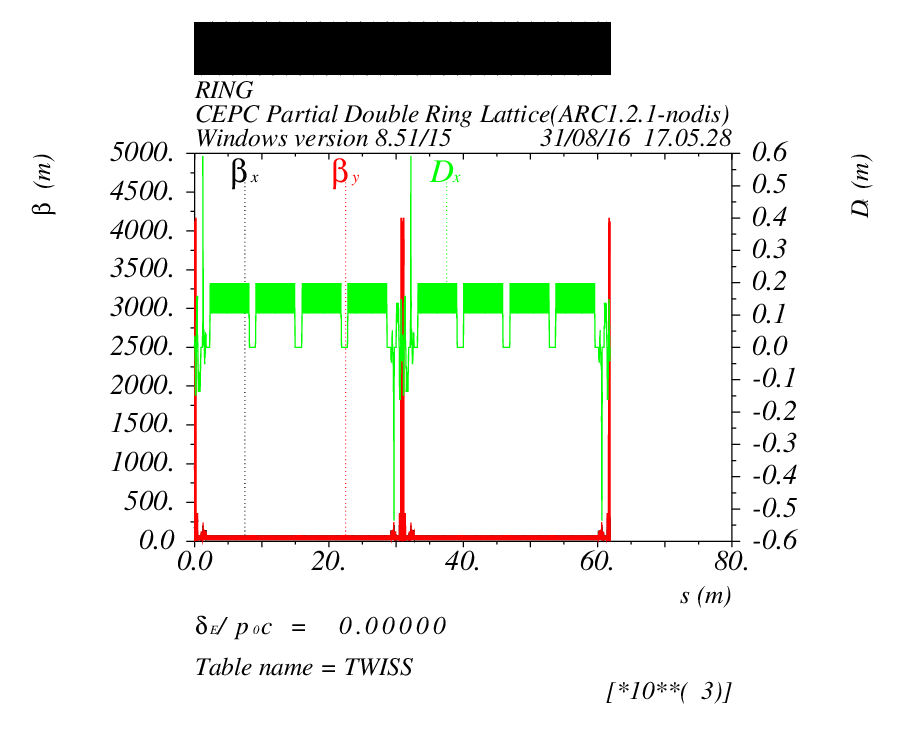 RING
CEPC Partial Double Ring Lattice(ARC1.2.1-nodis)
Windows version 8.51/15 31/08/16 17.05.28
β (m)
5000.
4500.
4000.
3500.
3000.
2500.
2000.
1500.
1000.
500.
0.0
βx βy Dx
0.6
0.5
0.4
0.3
0.2
0.1
0.0
-0.1
-0.2
-0.3
-0.4
-0.5
-0.6
D (m)
0.0 20. 40. 60. 80.
s (m)
δE/ p0c = 0.00000
Table name = TWISS
[*10**( 3)]